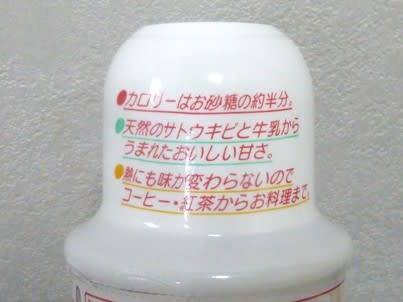 ●カロリーはお砂糖の約半分。
●天然のサトウキビと牛乳から
うまれたおいしい甘さ。
●熱にも味が変わらないので
コーヒー・紅茶からお料理まで。